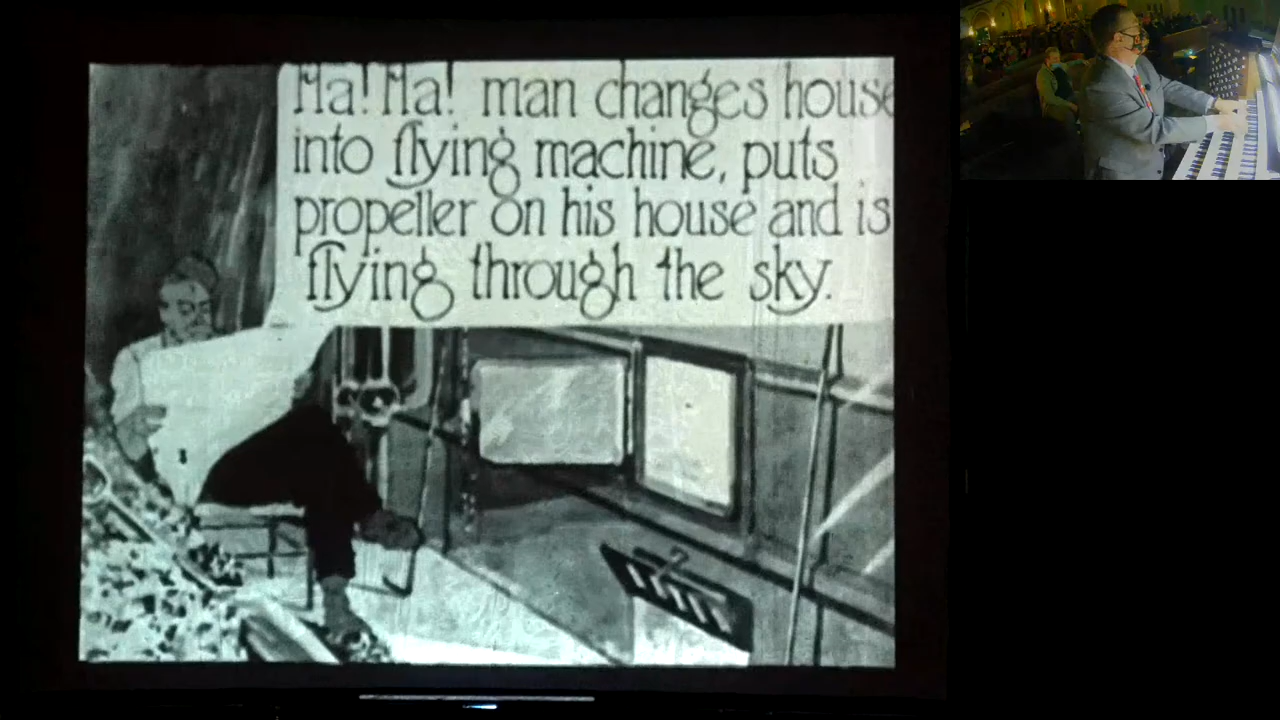 Ha! Ha! man changes house
into flying machine, puts
propeller on his house and is
flying through the sky.